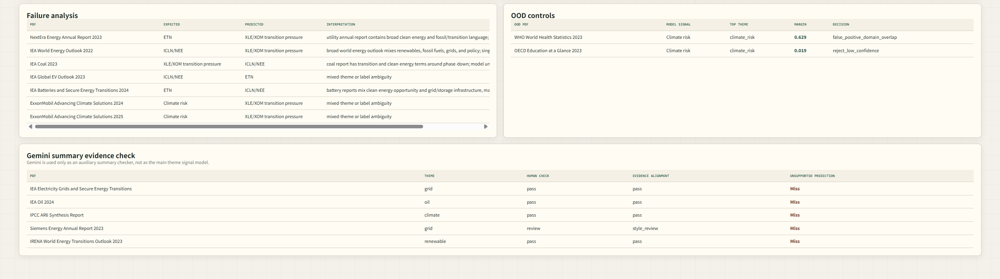 Failure analysis
PDF EXPECTED PREDICTED INTERPRETATION
NextEra Energy Annual Report 2023 ETN XLE/XOM transition pressure utility annual report contains broad clean-energy and fossil/transition language;
IEA World Energy Outlook 2022 ICLN/NEE XLE/XOM transition pressure broad world energy outlook mixes renewables, fossil fuels, grids, and policy; sing
IEA Coal 2023 XLE/XOM transition pressure ICLN/NEE coal report has transition and clean-energy terms around phase-down; model un
IEA Global EV Outlook 2023 ICLN/NEE ETN mixed-theme or label ambiguity
IEA Batteries and Secure Energy Transitions 2024 ETN ICLN/NEE battery reports mix clean-energy opportunity and grid/storage infrastructure, ma
ExxonMobil Advancing Climate Solutions 2024 Climate risk XLE/XOM transition pressure mixed-theme or label ambiguity
ExxonMobil Advancing Climate Solutions 2025 Climate risk XLE/XOM transition pressure mixed-theme or label ambiguity
OOD controls
OOD PDF MODEL SIGNAL TOP THEME MARGIN DECISION
WHO World Health Statistics 2023 Climate risk climate_risk 0.629 false_positive_domain_overlap
OECD Education at a Glance 2023 Climate risk climate_risk 0.019 reject_low_confidence
Gemini summary evidence check
Gemini is used only as an auxiliary summary checker, not as the main theme signal model.
PDF THEME HUMAN CHECK EVIDENCE ALIGNMENT UNSUPPORTED PREDICTION
IEA Electricity Grids and Secure Energy Transitions grid pass pass Miss
IEA Oil 2024 oil pass pass Miss
IPCC AR6 Synthesis Report climate pass pass Miss
Siemens Energy Annual Report 2023 grid review style_review Miss
IRENA World Energy Transitions Outlook 2023 renewable pass pass Miss